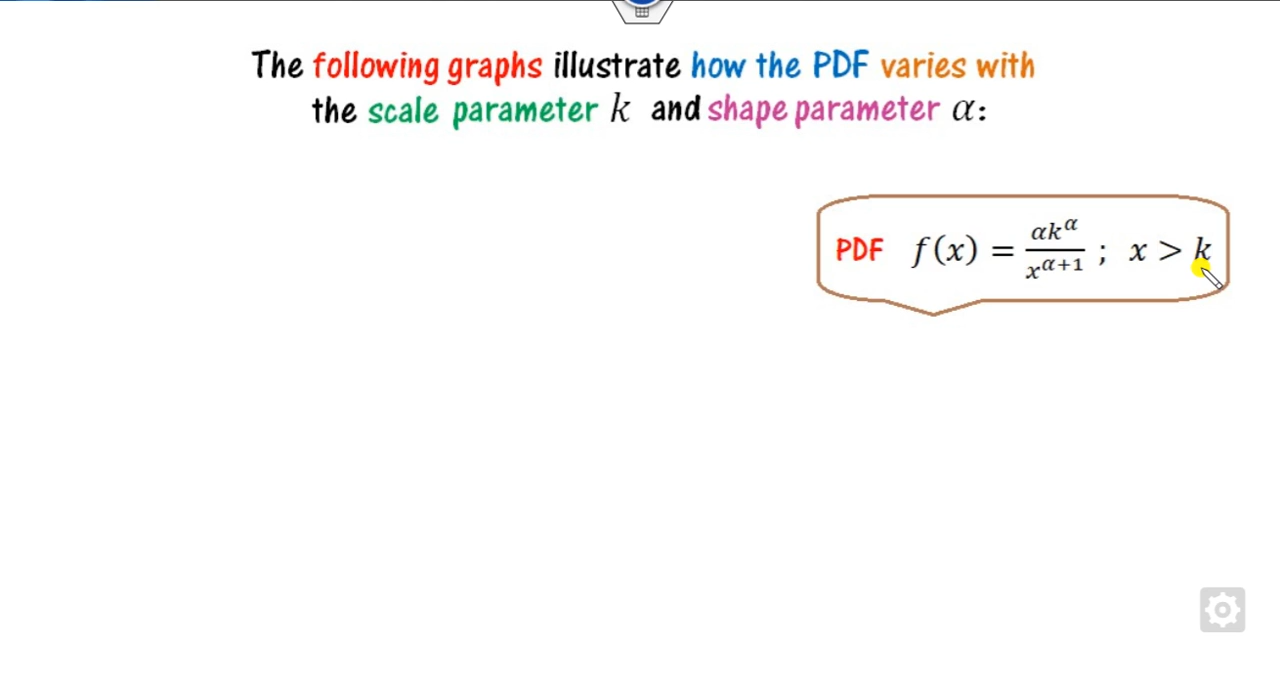 The following graphs illustrate how the PDF varies with
the scale parameter k and shape parameter α:
PDF f(x) = αk^α / x^(α+1) ; x > k